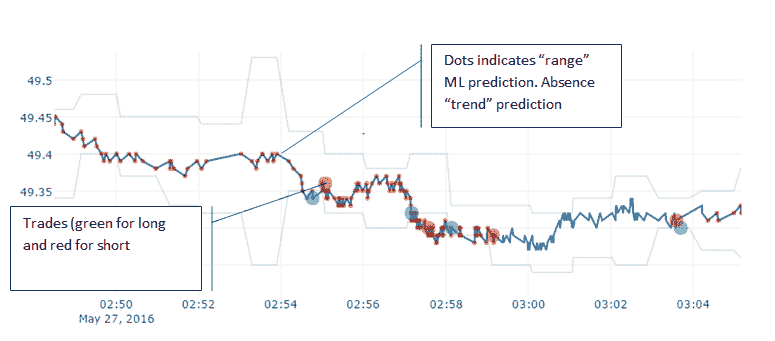 Dots indicates “range”
ML prediction. Absence
“trend” prediction
49.5
49.45
49.4
49.35
Trades (green for long
and red for short
02:50 02:52 02:54 02:56 02:58 03:00 03:02 03:04
May 27, 2016